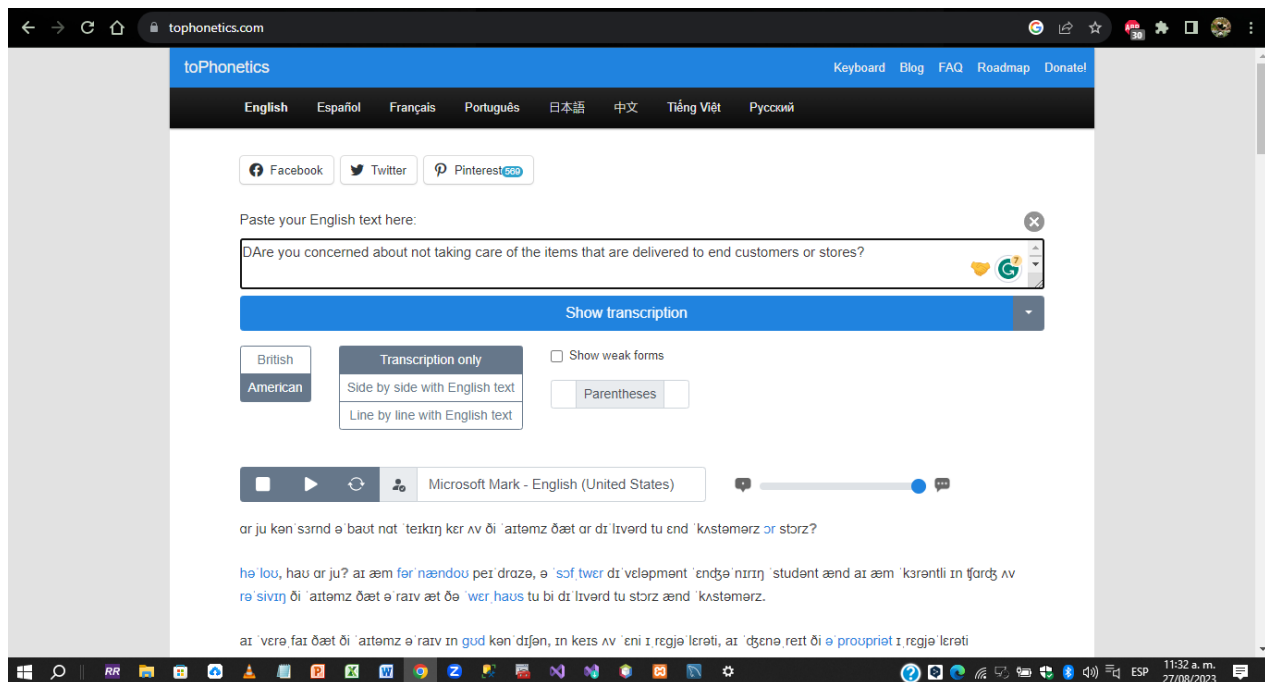 tophonetics.com
30
toPhonetics
Keyboard Blog FAQ Roadmap Donate!
English Español Français Português 日本語 中文 Tiếng Việt Русский
Facebook Twitter Pinterest 569
Paste your English text here:
DAre you concerned about not taking care of the items that are delivered to end customers or stores?
7
Show transcription
British Transcription only Show weak forms
American Side by side with English text Parentheses
Line by line with English text
Microsoft Mark - English (United States)
ɑr ju kənˈsɜrnd əˈbaʊt nɑt ˈteɪkɪŋ kɛr ʌv ði ˈaɪtəmz ðæt ɑr dɪˈlɪvərd tu ɛnd ˈkʌstəmərz ɔr stɔrz?
həˈloʊ, haʊ ɑr ju? aɪ æm fərˈnændoʊ peɪˈdrɑzə, ə ˈsɔfˌtwɛr dɪˈvɛləpmənt ˈɛnʤəˈnɪrɪŋ ˈstudənt ænd aɪ æm ˈkɜrəntli ɪn ʧɑrʤ ʌv
rəˈsivɪŋ ði ˈaɪtəmz ðæt əˈraɪv æt ðə ˈwɛrˌhaʊs tu bi dɪˈlɪvərd tu stɔrz ænd ˈkʌstəmərz.
aɪ ˈvɛrəˌfaɪ ðæt ði ˈaɪtəmz əˈraɪv ɪn gʊd kənˈdɪʃən, ɪn keɪs ʌv ˈɛni ɪˌrɛgjəˈlɛrəti, aɪ ˈʤɛnəˌreɪt ði əˈproʊpriət ɪˌrɛgjəˈlɛrəti
RR ESP 11:32 a. m.
27/08/2023